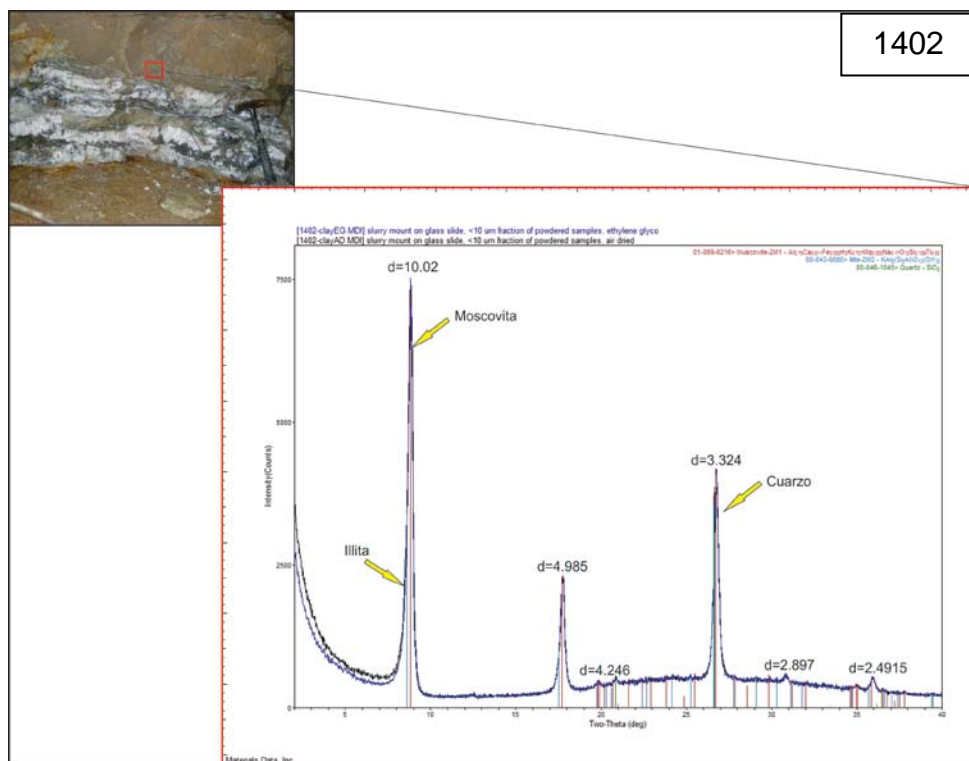 1402
[1402-clayEG.MDI] slurry mount on glass slide, <10 um fraction of powdered samples, ethylene glyco
[1402-clayAD.MDI] slurry mount on glass slide, <10 um fraction of powdered samples, air dried
Muscovite-2M1 -
Quartz - SiO₂
d=10.02
7500
Moscovita
5000
Intensity(Counts)
d=3.324
Cuarzo
Illita
2500
d=4.985
d=4.246
d=2.897
d=2.4915
0
5
10
15
20
25
30
35
40
Two-Theta (deg)
Materials Data, Inc.